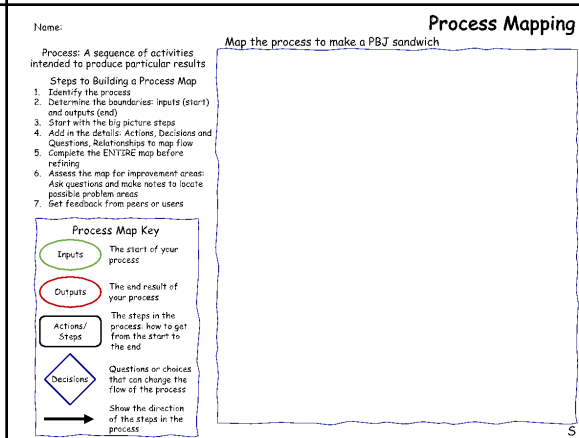 Name:
Process Mapping
Map the process to make a PBJ sandwich
Process: A sequence of activities
intended to produce particular results
Steps to Building a Process Map
1. Identify the process
2. Determine the boundaries: inputs (start)
and outputs (end)
3. Start with the big picture steps
4. Add in the details: Actions, Decisions and
Questions, Relationships to map flow
5. Complete the ENTIRE map before
refining
6. Assess the map for improvement areas:
Ask questions and make notes to locate
possible problem areas
7. Get feedback from peers or users
Process Map Key
Inputs
The start of your
process
Outputs
The end result of
your process
Actions/
Steps
The steps in the
process: how to get
from the start to
the end
Decisions
Questions or choices
that can change the
flow of the process
Show the direction
of the steps in the
process
S